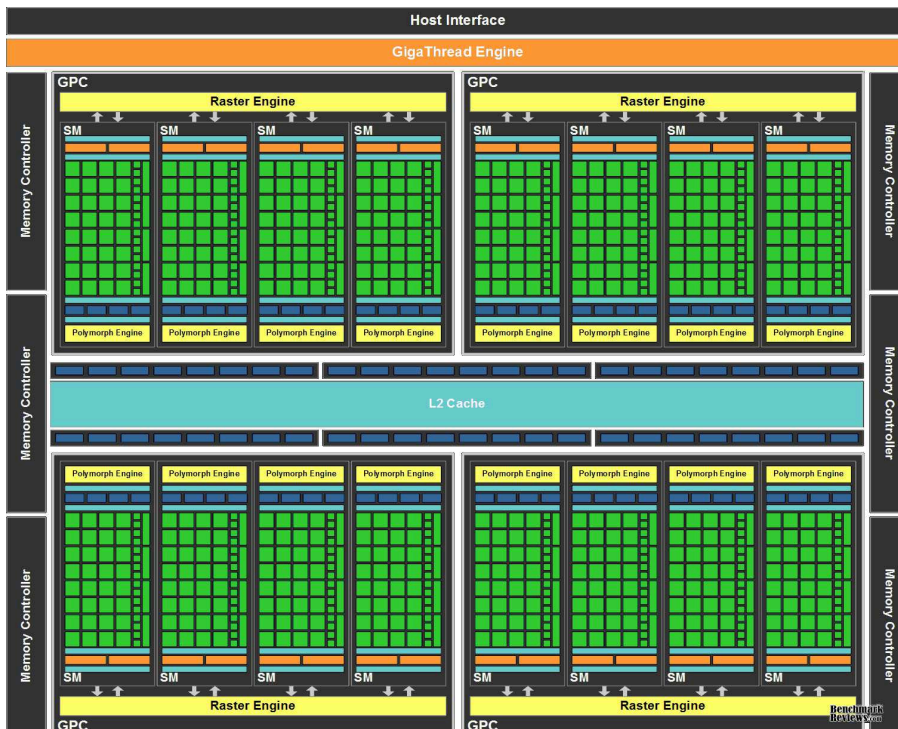 Host Interface
GigaThread Engine
GPC
GPC
Raster Engine
Raster Engine
SM SM SM SM
SM SM SM SM
Memory Controller
Memory Controller
Polymorph Engine Polymorph Engine Polymorph Engine Polymorph Engine
Polymorph Engine Polymorph Engine Polymorph Engine Polymorph Engine
Memory Controller
L2 Cache
Memory Controller
Polymorph Engine Polymorph Engine Polymorph Engine Polymorph Engine
Polymorph Engine Polymorph Engine Polymorph Engine Polymorph Engine
Memory Controller
Memory Controller
SM SM SM SM
SM SM SM SM
Raster Engine
Raster Engine
GPC
GPC
Benchmark
Reviews.com